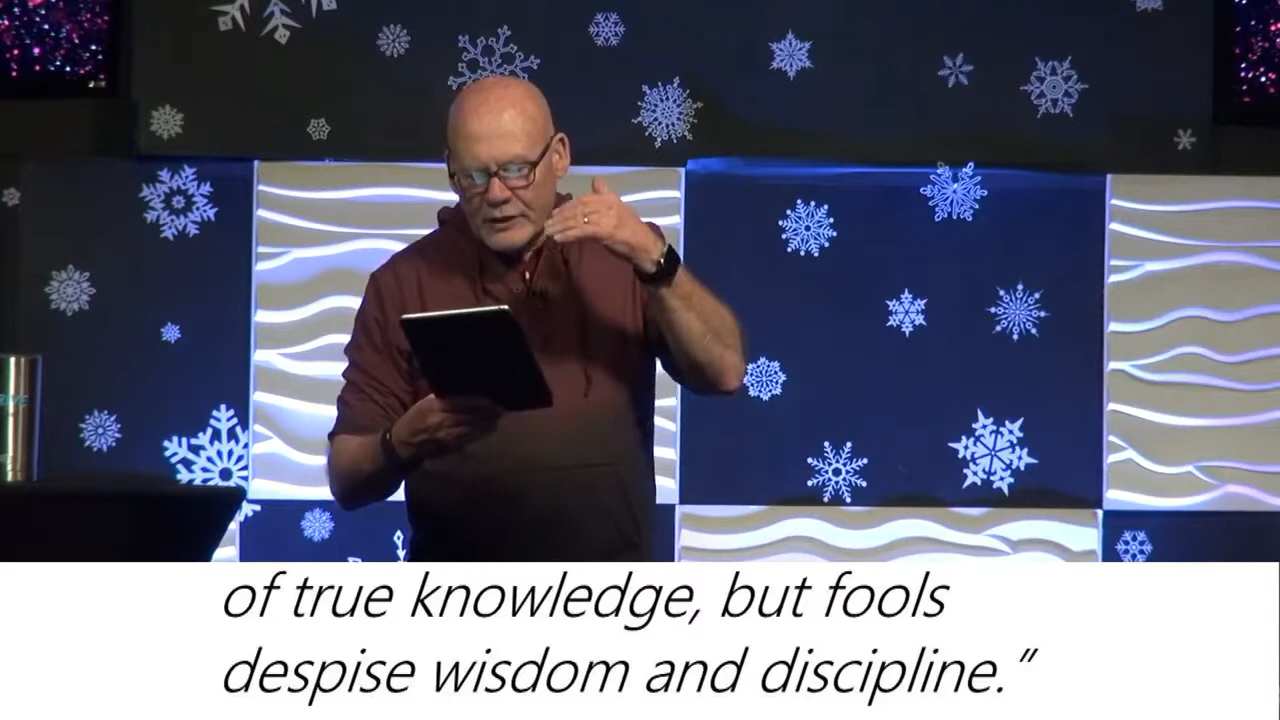 of true knowledge, but fools
despise wisdom and discipline.”